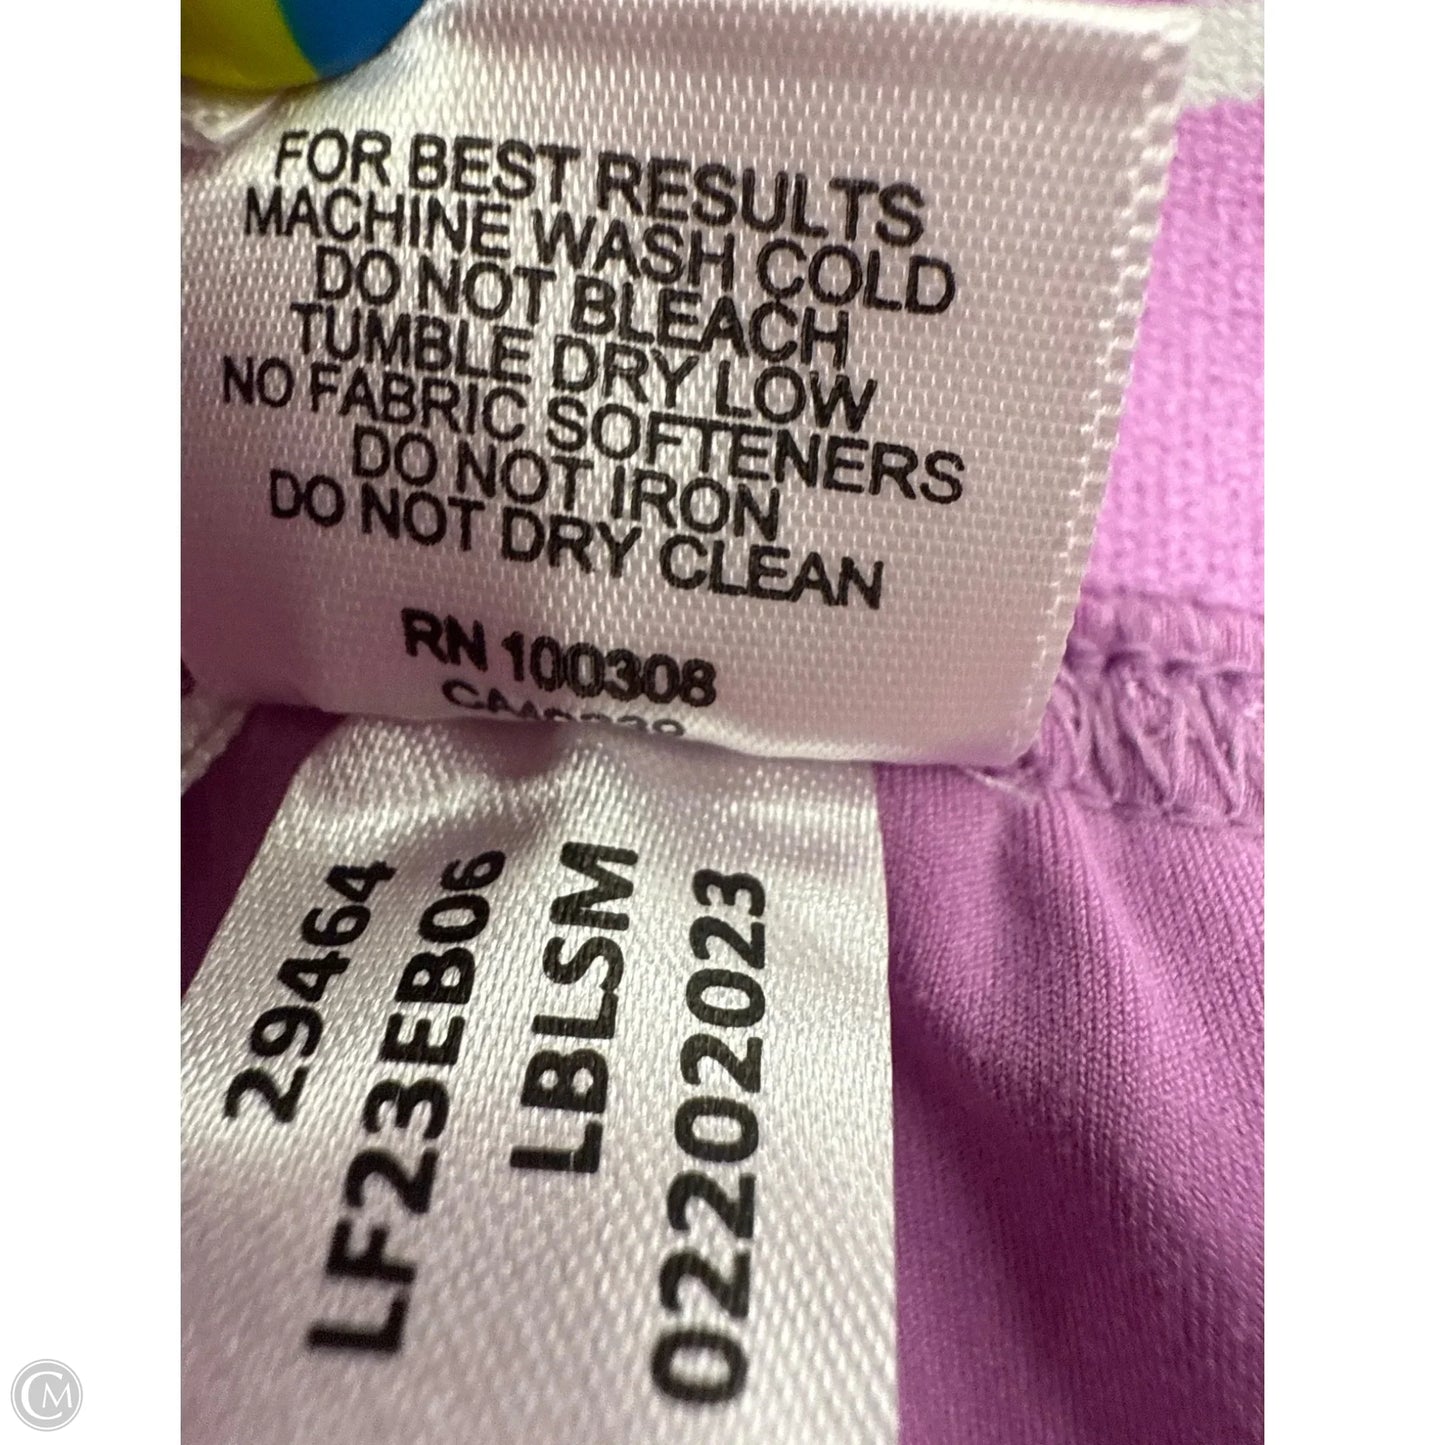 FOR BEST RESULTS
MACHINE WASH COLD
DO NOT BLEACH
TUMBLE DRY LOW
NO FABRIC SOFTENERS
DO NOT IRON
DO NOT DRY CLEAN
RN 100308
29464
LF23EB06
LBLSM
02202023
CM